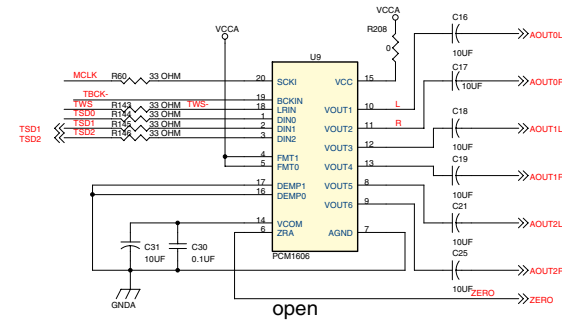 VCCA
C16
R208
VCCA
10UF
AOUT0L
U9
0
C17
MCLK
R60
33 OHM
20
SCKI
VCC
15
10UF
AOUT0R
TBCK-
19
BCKIN
TWS
R143
33 OHM
TWS-
18
LRIN
VOUT1
10
L
TSD0
R144
33 OHM
1
DIN0
C18
TSD1
TSD1
R145
33 OHM
2
DIN1
VOUT2
11
R
TSD2
TSD2
R146
33 OHM
3
DIN2
10UF
AOUT1L
VOUT3
12
4
FMT1
C19
5
FMT0
VOUT4
13
10UF
AOUT1R
17
DEMP1
VOUT5
8
16
DEMP0
C21
VOUT6
9
10UF
AOUT2L
14
VCOM
6
ZRA
AGND
7
C31
C30
C25
10UF
0.1UF
PCM1606
10UF
AOUT2R
ZERO
ZERO
GNDA
open